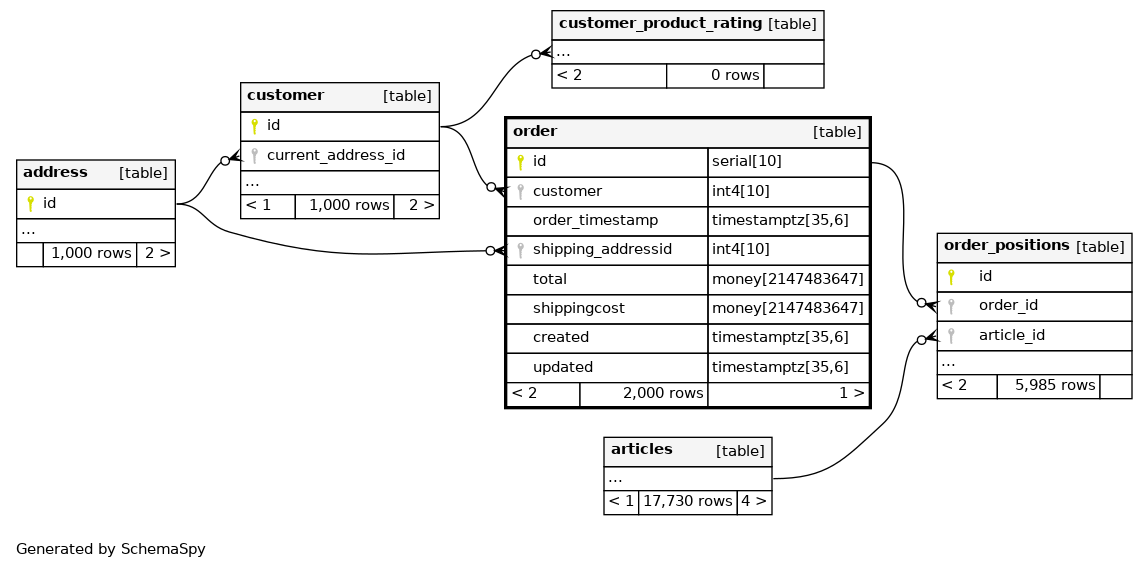 customer_product_rating [table]
...
< 2 0 rows
customer [table]
id
current_address_id
...
< 1 1,000 rows 2 >
address [table]
id
...
1,000 rows 2 >
order [table]
id serial[10]
customer int4[10]
order_timestamp timestamptz[35,6]
shipping_addressid int4[10]
total money[2147483647]
shippingcost money[2147483647]
created timestamptz[35,6]
updated timestamptz[35,6]
< 2 2,000 rows 1 >
order_positions [table]
id
order_id
article_id
...
< 2 5,985 rows
articles [table]
...
< 1 17,730 rows 4 >
Generated by SchemaSpy